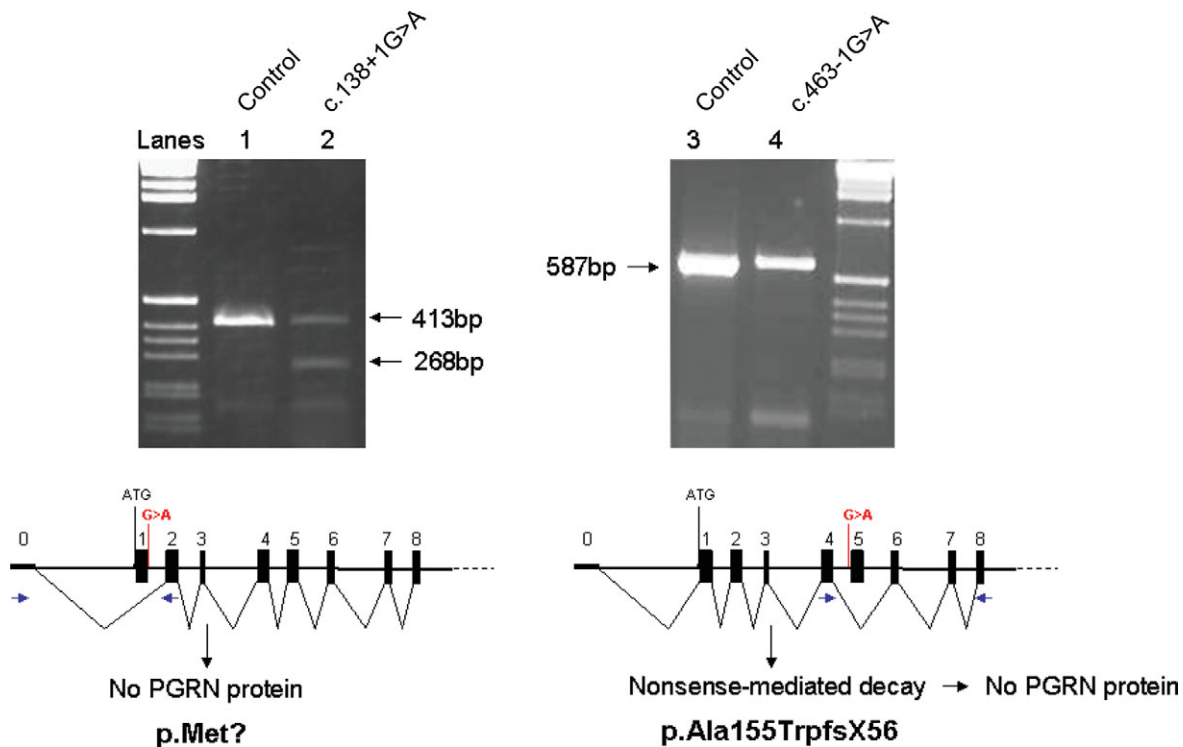 Control
c.138+1G>A
Lanes 1 2
413bp
268bp
ATG
G>A
0 1 2 3 4 5 6 7 8
No PGRN protein
p.Met?
Control
c.463-1G>A
3 4
587bp
ATG
G>A
0 1 2 3 4 5 6 7 8
Nonsense-mediated decay → No PGRN protein
p.Ala155TrpfsX56